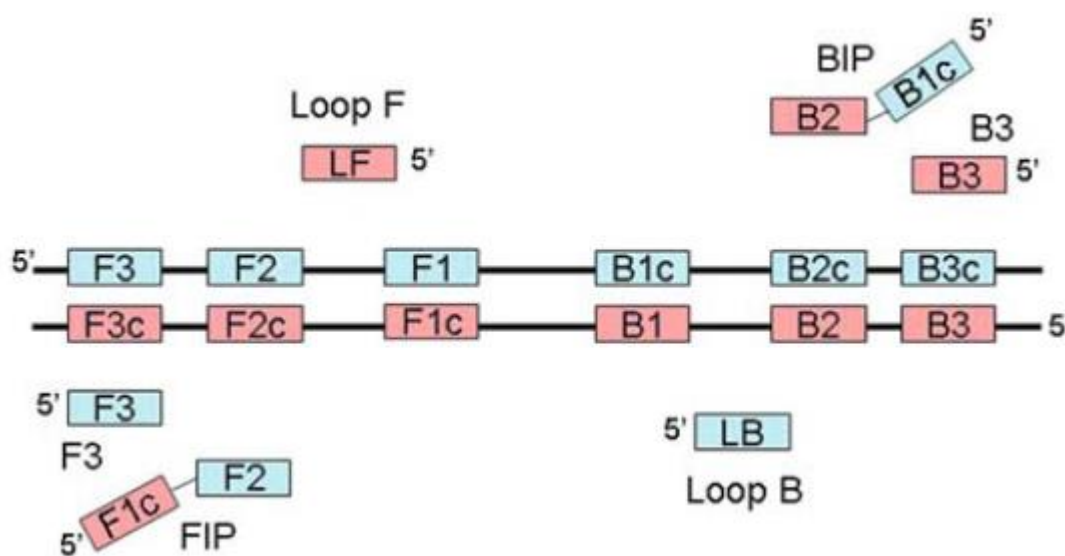 5'
BIP
B1c
B2
Loop F
B3
LF 5'
B3 5'
5' F3 F2 F1 B1c B2c B3c
F3c F2c F1c B1 B2 B3 5
5' F3
F3
5' LB
F2
F1c
Loop B
5' FIP